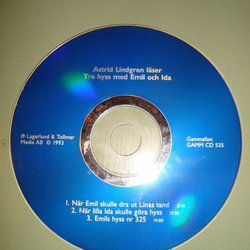 Astrid Lindgren läser
Tre hyss med Emil och Ida
℗ Lagerlund & Tollmar
Media AB © 1993
Gammafon
GAMM CD 535
1. När Emil skulle dra ut Linas tand
2. När lilla Ida skulle göra hyss
3. Emils hyss nr 325